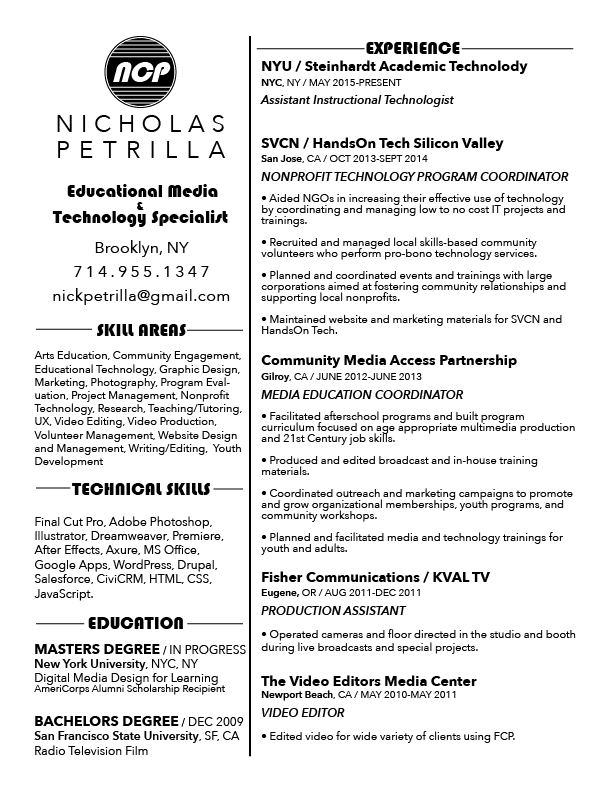 NCP
NICHOLAS
PETRILLA
Educational Media
&
Technology Specialist
Brooklyn, NY
714.955.1347
nickpetrilla@gmail.com
SKILL AREAS
Arts Education, Community Engagement,
Educational Technology, Graphic Design,
Marketing, Photography, Program Eval-
uation, Project Management, Nonprofit
Technology, Research, Teaching/Tutoring,
UX, Video Editing, Video Production,
Volunteer Management, Website Design
and Management, Writing/Editing, Youth
Development
TECHNICAL SKILLS
Final Cut Pro, Adobe Photoshop,
Illustrator, Dreamweaver, Premiere,
After Effects, Axure, MS Office,
Google Apps, WordPress, Drupal,
Salesforce, CiviCRM, HTML, CSS,
JavaScript.
EDUCATION
MASTERS DEGREE / IN PROGRESS
New York University, NYC, NY
Digital Media Design for Learning
AmeriCorps Alumni Scholarship Recipient
BACHELORS DEGREE / DEC 2009
San Francisco State University, SF, CA
Radio Television Film
EXPERIENCE
NYU / Steinhardt Academic Technolody
NYC, NY / MAY 2015-PRESENT
Assistant Instructional Technologist
SVCN / HandsOn Tech Silicon Valley
San Jose, CA / OCT 2013-SEPT 2014
NONPROFIT TECHNOLOGY PROGRAM COORDINATOR
• Aided NGOs in increasing their effective use of technology
by coordinating and managing low to no cost IT projects and
trainings.
• Recruited and managed local skills-based community
volunteers who perform pro-bono technology services.
• Planned and coordinated events and trainings with large
corporations aimed at fostering community relationships and
supporting local nonprofits.
• Maintained website and marketing materials for SVCN and
HandsOn Tech.
Community Media Access Partnership
Gilroy, CA / JUNE 2012-JUNE 2013
MEDIA EDUCATION COORDINATOR
• Facilitated afterschool programs and built program
curriculum focused on age appropriate multimedia production
and 21st Century job skills.
• Produced and edited broadcast and in-house training
materials.
• Coordinated outreach and marketing campaigns to promote
and grow organizational memberships, youth programs, and
community workshops.
• Planned and facilitated media and technology trainings for
youth and adults.
Fisher Communications / KVAL TV
Eugene, OR / AUG 2011-DEC 2011
PRODUCTION ASSISTANT
• Operated cameras and floor directed in the studio and booth
during live broadcasts and special projects.
The Video Editors Media Center
Newport Beach, CA / MAY 2010-MAY 2011
VIDEO EDITOR
• Edited video for wide variety of clients using FCP.